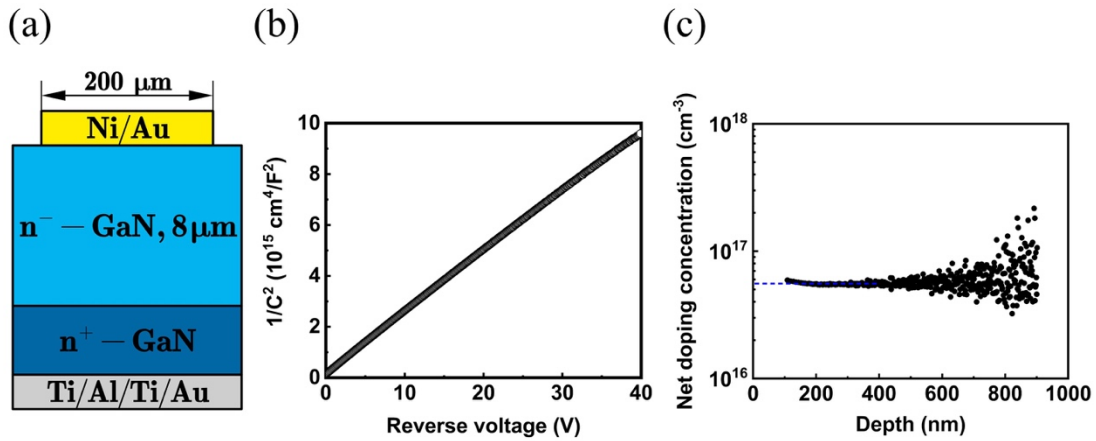 (a)
200 μm
Ni/Au
n⁻ – GaN, 8 μm
n⁺ – GaN
Ti/Al/Ti/Au
(b)
1/C² (10¹⁵ cm⁴/F²)
10
8
6
4
2
0
0 10 20 30 40
Reverse voltage (V)
(c)
Net doping concentration (cm⁻³)
10¹⁸
10¹⁷
10¹⁶
0 200 400 600 800 1000
Depth (nm)